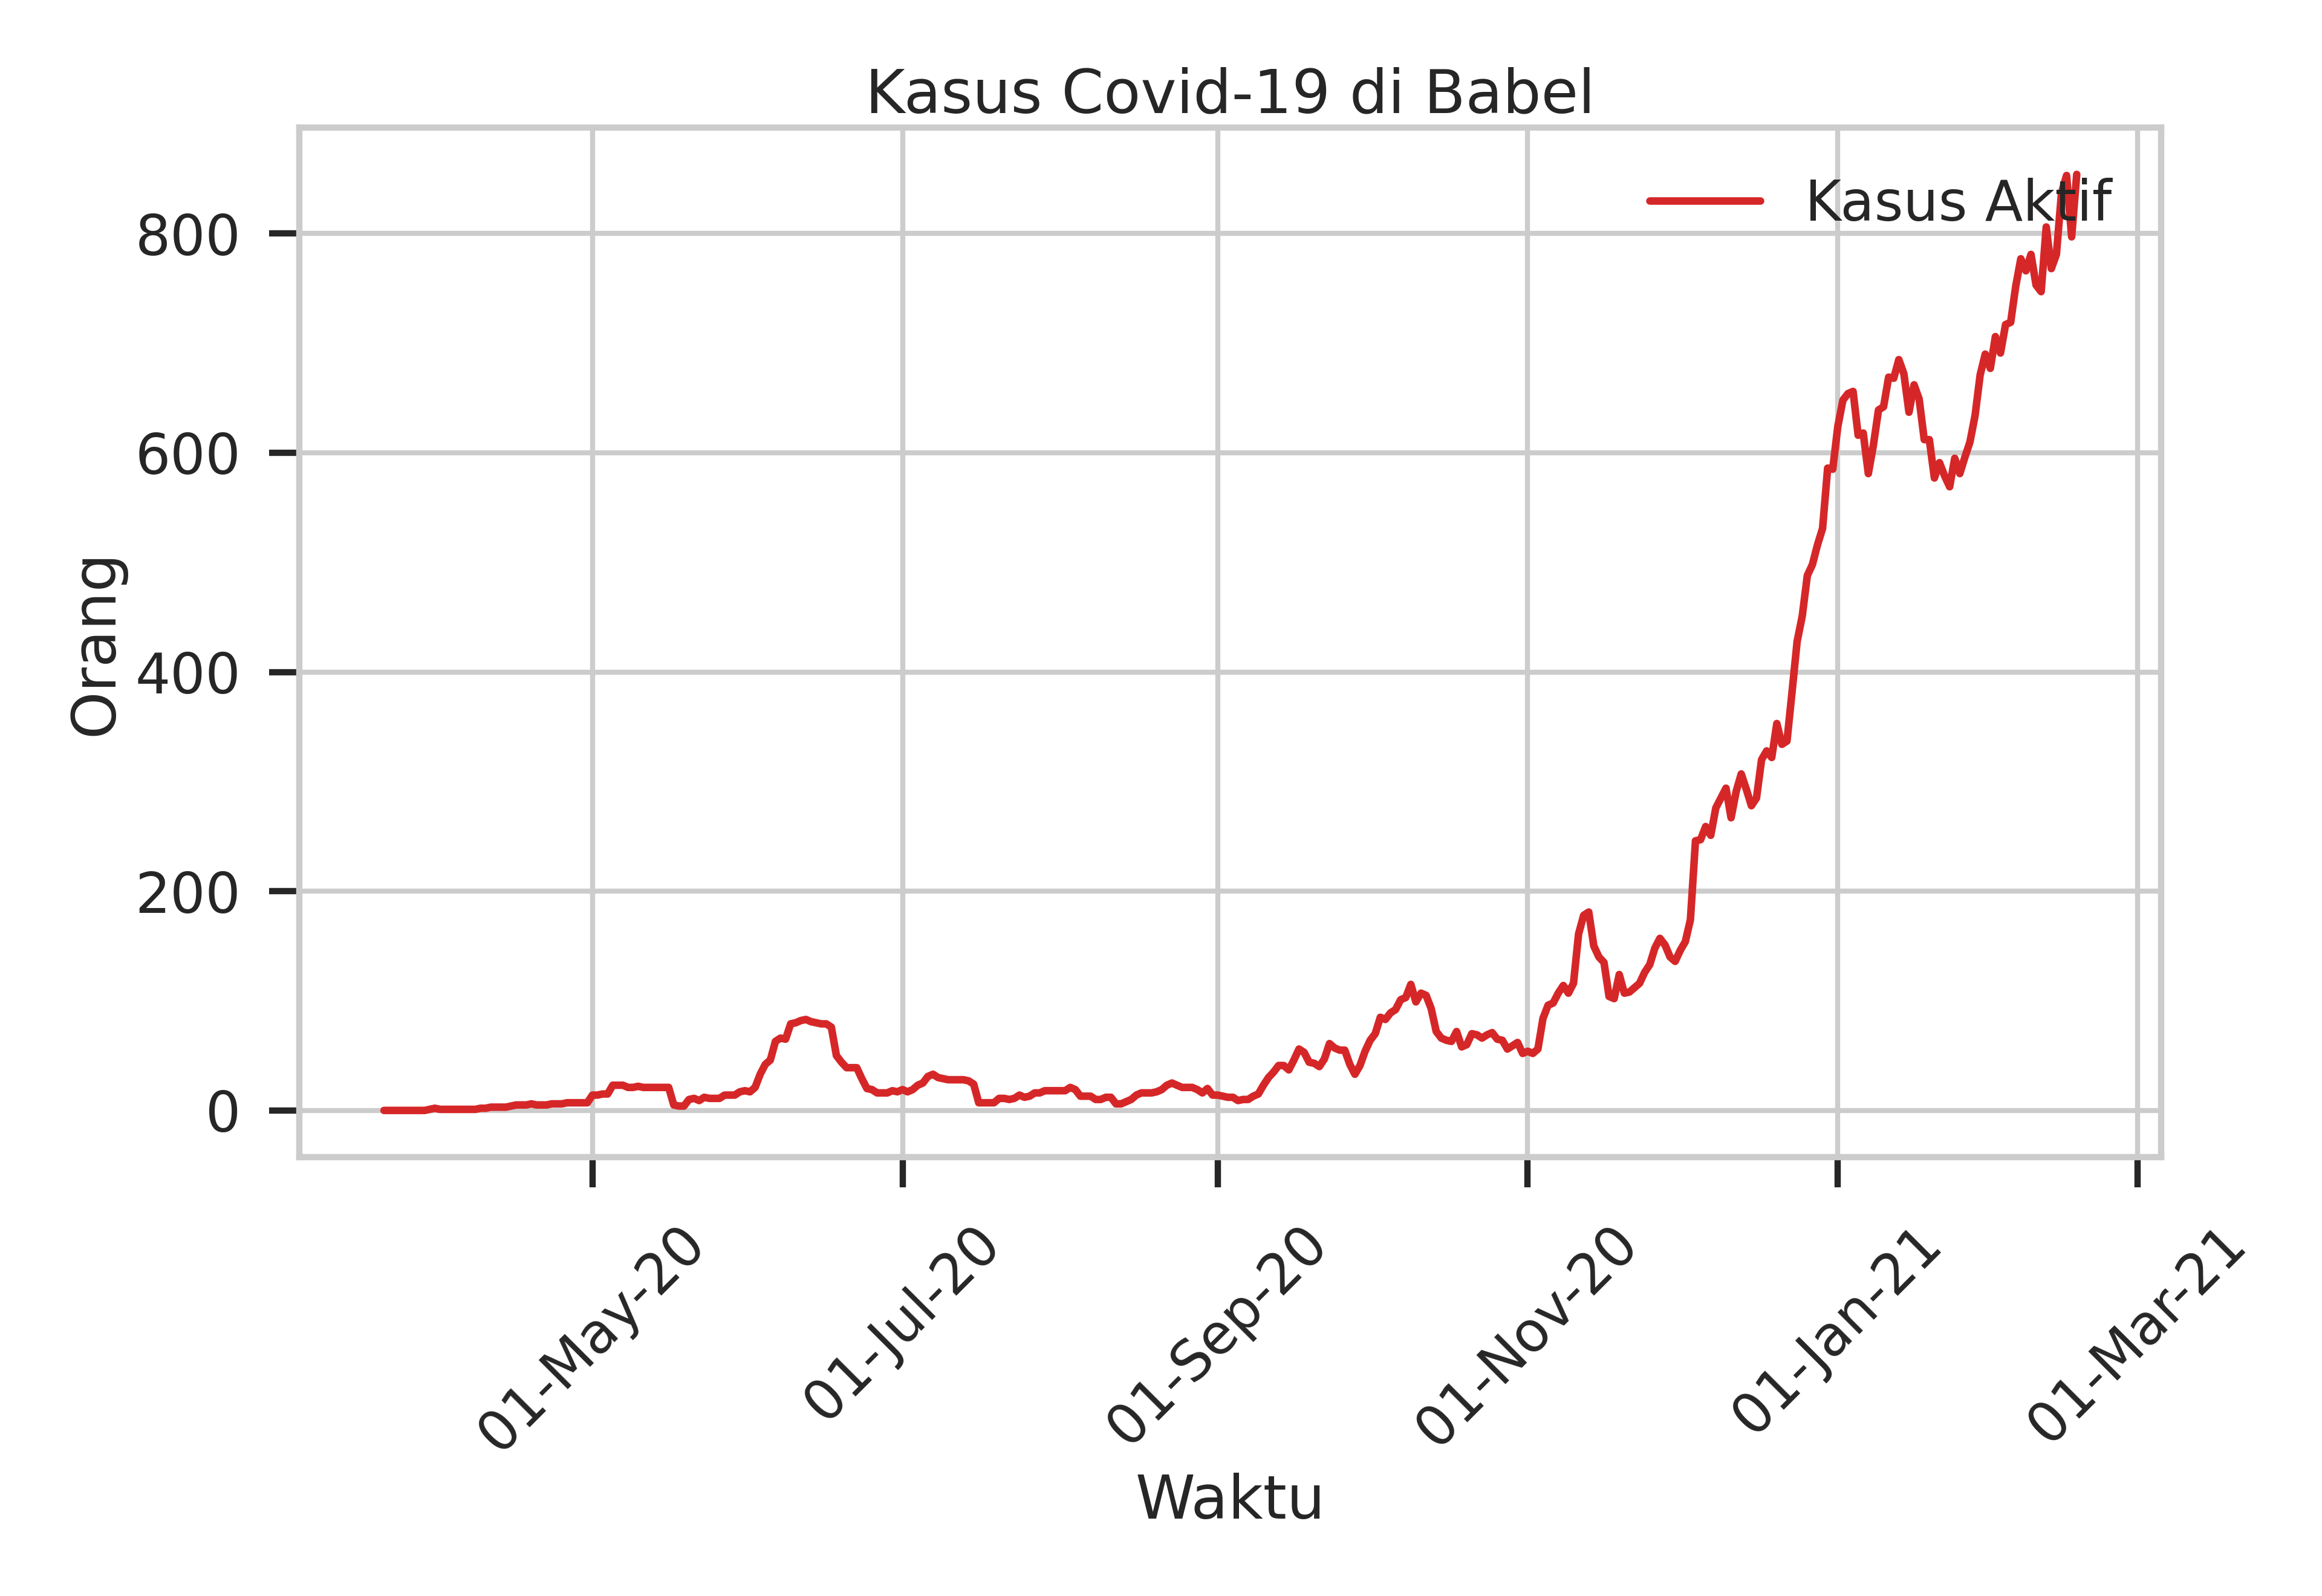 Kasus Covid-19 di Babel
Kasus Aktif
800
600
400
200
0
Orang
01-May-20
01-Jul-20
01-Sep-20
01-Nov-20
01-Jan-21
01-Mar-21
Waktu